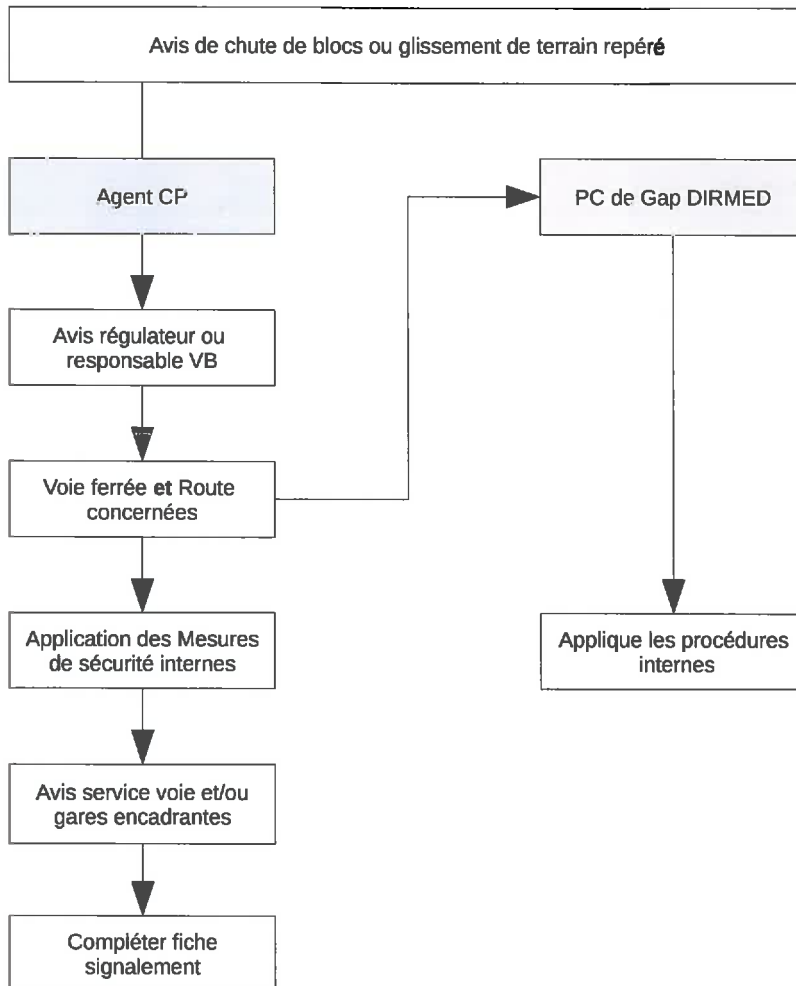 Avis de chute de blocs ou glissement de terrain repéré
Agent CP
PC de Gap DIRMED
Avis régulateur ou
responsable VB
Voie ferrée et Route
concernées
Application des Mesures
de sécurité internes
Applique les procédures
internes
Avis service voie et/ou
gares encadrantes
Compléter fiche
signalement